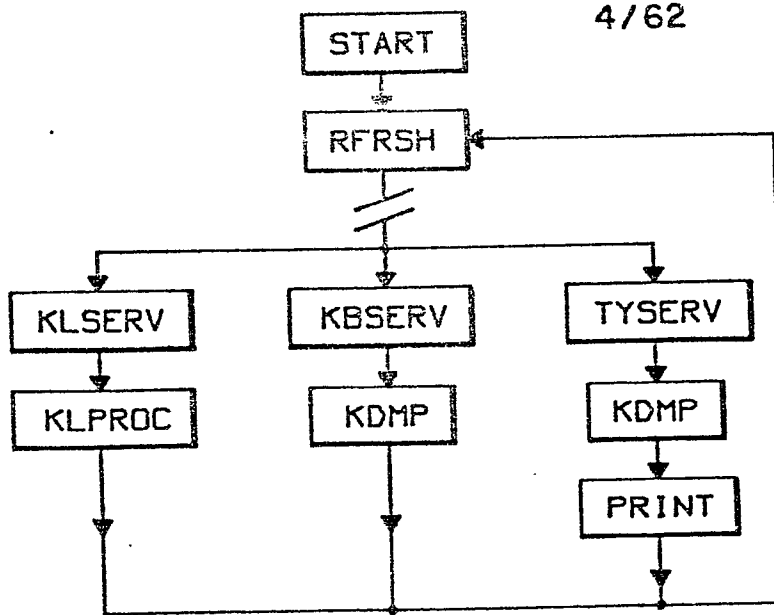 4/62
START
RFRSH
KLSERV KBSERV TYSERV
KLPROC KDMP KDMP
PRINT